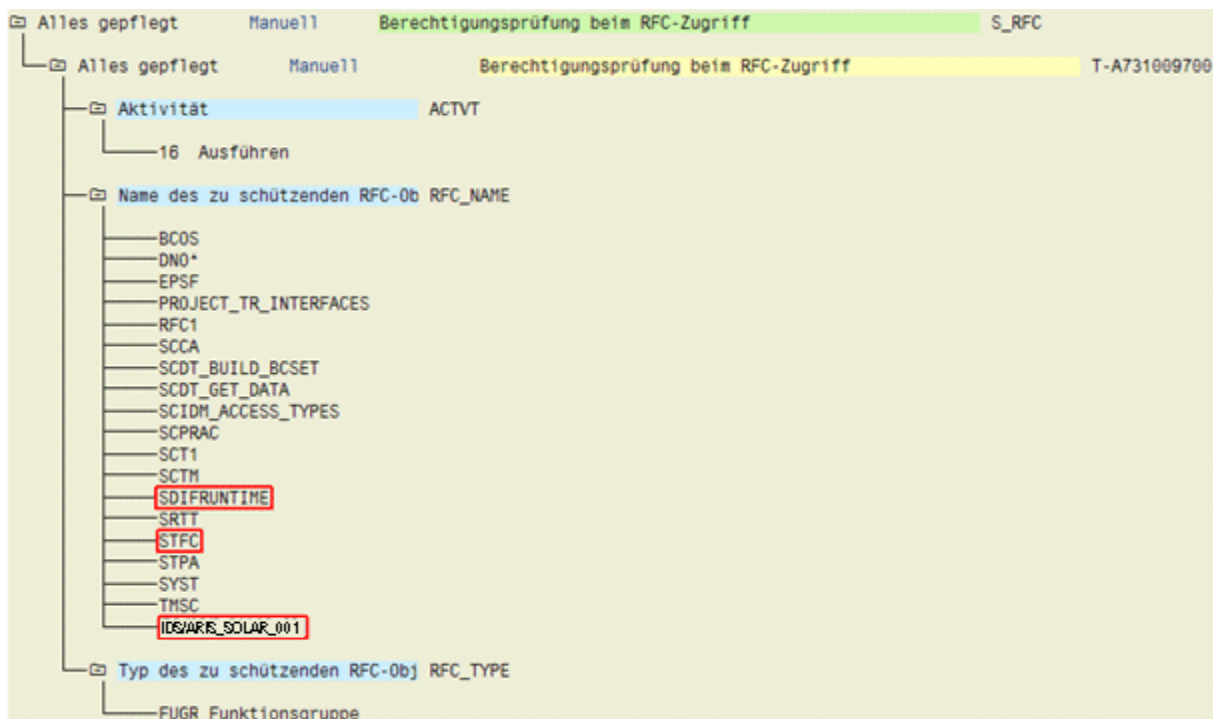 Alles gepflegt Manuell Berechtigungsprüfung beim RFC-Zugriff S_RFC
Alles gepflegt Manuell Berechtigungsprüfung beim RFC-Zugriff T-A731009700
Aktivität ACTVT
16 Ausführen
Name des zu schützenden RFC-Ob RFC_NAME
BCOS
DNO*
EPSF
PROJECT_TR_INTERFACES
RFC1
SCCA
SCDT_BUILD_BCSET
SCDT_GET_DATA
SCIDM_ACCESS_TYPES
SCPRAC
SCT1
SCTM
SDIFRUNTIME
SRTT
STFC
STPA
SYST
TMSC
IDS/ARIS_SOLAR_001
Typ des zu schützenden RFC-Obj RFC_TYPE
FUGR Funktionsgruppe